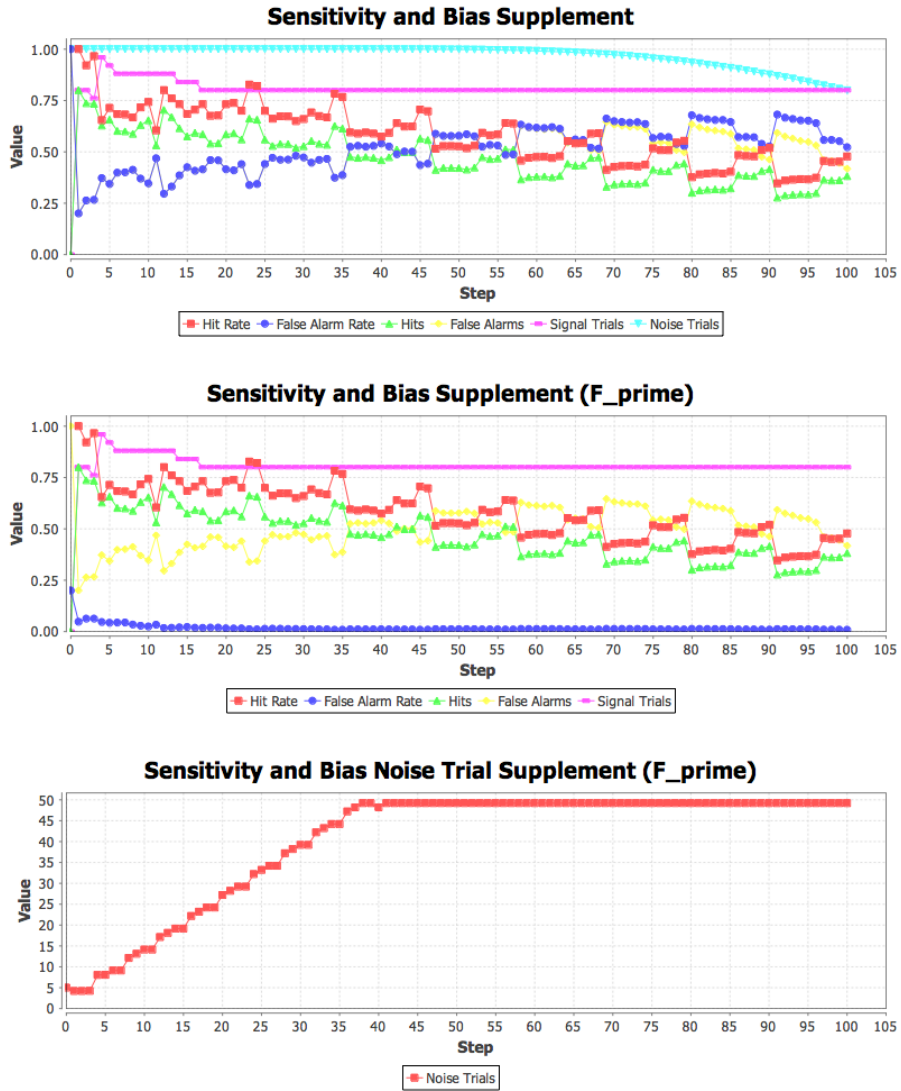 Sensitivity and Bias Supplement
Value
1.00
0.75
0.50
0.25
0.00
0 5 10 15 20 25 30 35 40 45 50 55 60 65 70 75 80 85 90 95 100 105
Step
Hit Rate False Alarm Rate Hits False Alarms Signal Trials Noise Trials
Sensitivity and Bias Supplement (F_prime)
Value
1.00
0.75
0.50
0.25
0.00
0 5 10 15 20 25 30 35 40 45 50 55 60 65 70 75 80 85 90 95 100 105
Step
Hit Rate False Alarm Rate Hits False Alarms Signal Trials
Sensitivity and Bias Noise Trial Supplement (F_prime)
Value
50
45
40
35
30
25
20
15
10
5
0
0 5 10 15 20 25 30 35 40 45 50 55 60 65 70 75 80 85 90 95 100 105
Step
Noise Trials